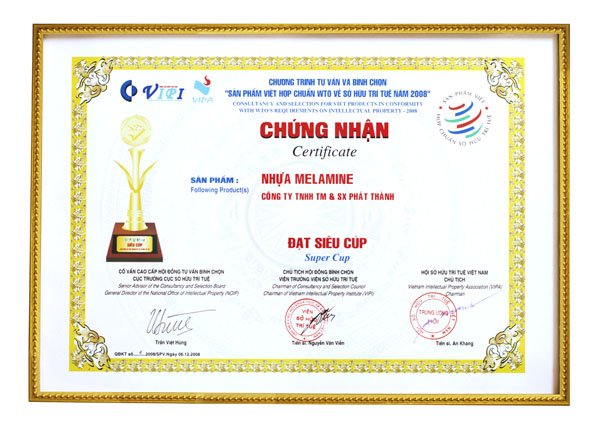 VIPI
VIPA
CHƯƠNG TRÌNH TƯ VẤN VÀ BÌNH CHỌN
"SẢN PHẨM VIỆT HỢP CHUẨN WTO VỀ SỞ HỮU TRÍ TUỆ NĂM 2008"
CONSULTANCY AND SELECTION FOR VIET PRODUCTS IN CONFORMITY
WITH WTO'S REQUIREMENTS ON INTELLECTUAL PROPERTY - 2008
SẢN PHẨM VIỆT
HỢP CHUẨN SỞ HỮU TRÍ TUỆ
CHỨNG NHẬN
Certificate
SẢN PHẨM :
Following Product(s)
NHỰA MELAMINE
CÔNG TY TNHH TM & SX PHÁT THÀNH
SIÊU CÚP
ĐẠT SIÊU CÚP
Super Cup
CỐ VẤN CAO CẤP HỘI ĐỒNG TƯ VẤN BÌNH CHỌN
CỤC TRƯỞNG CỤC SỞ HỮU TRÍ TUỆ
Senior Advisor of the Consultancy and Selection Board
General Director of the National Office of Intellectual Property (NOIP)
Trần Việt Hùng
CHỦ TỊCH HỘI ĐỒNG BÌNH CHỌN
VIỆN TRƯỞNG VIỆN SỞ HỮU TRÍ TUỆ
Chairman of Consultancy and Selection Council
Chairman of Vietnam Intellectual Property Institute (VIPI)
VIỆN
SỞ HỮU
TRÍ TUỆ
Tiến sĩ. Nguyễn Vân Viễn
HỘI SỞ HỮU TRÍ TUỆ VIỆT NAM
CHỦ TỊCH
Vietnam Intellectual Property Association (VIPA)
Chairman
TRUNG ƯƠNG
HỘI
Tiến sĩ. An Khang
QĐKT số 2008/SPV.Ngày 06.12.2008